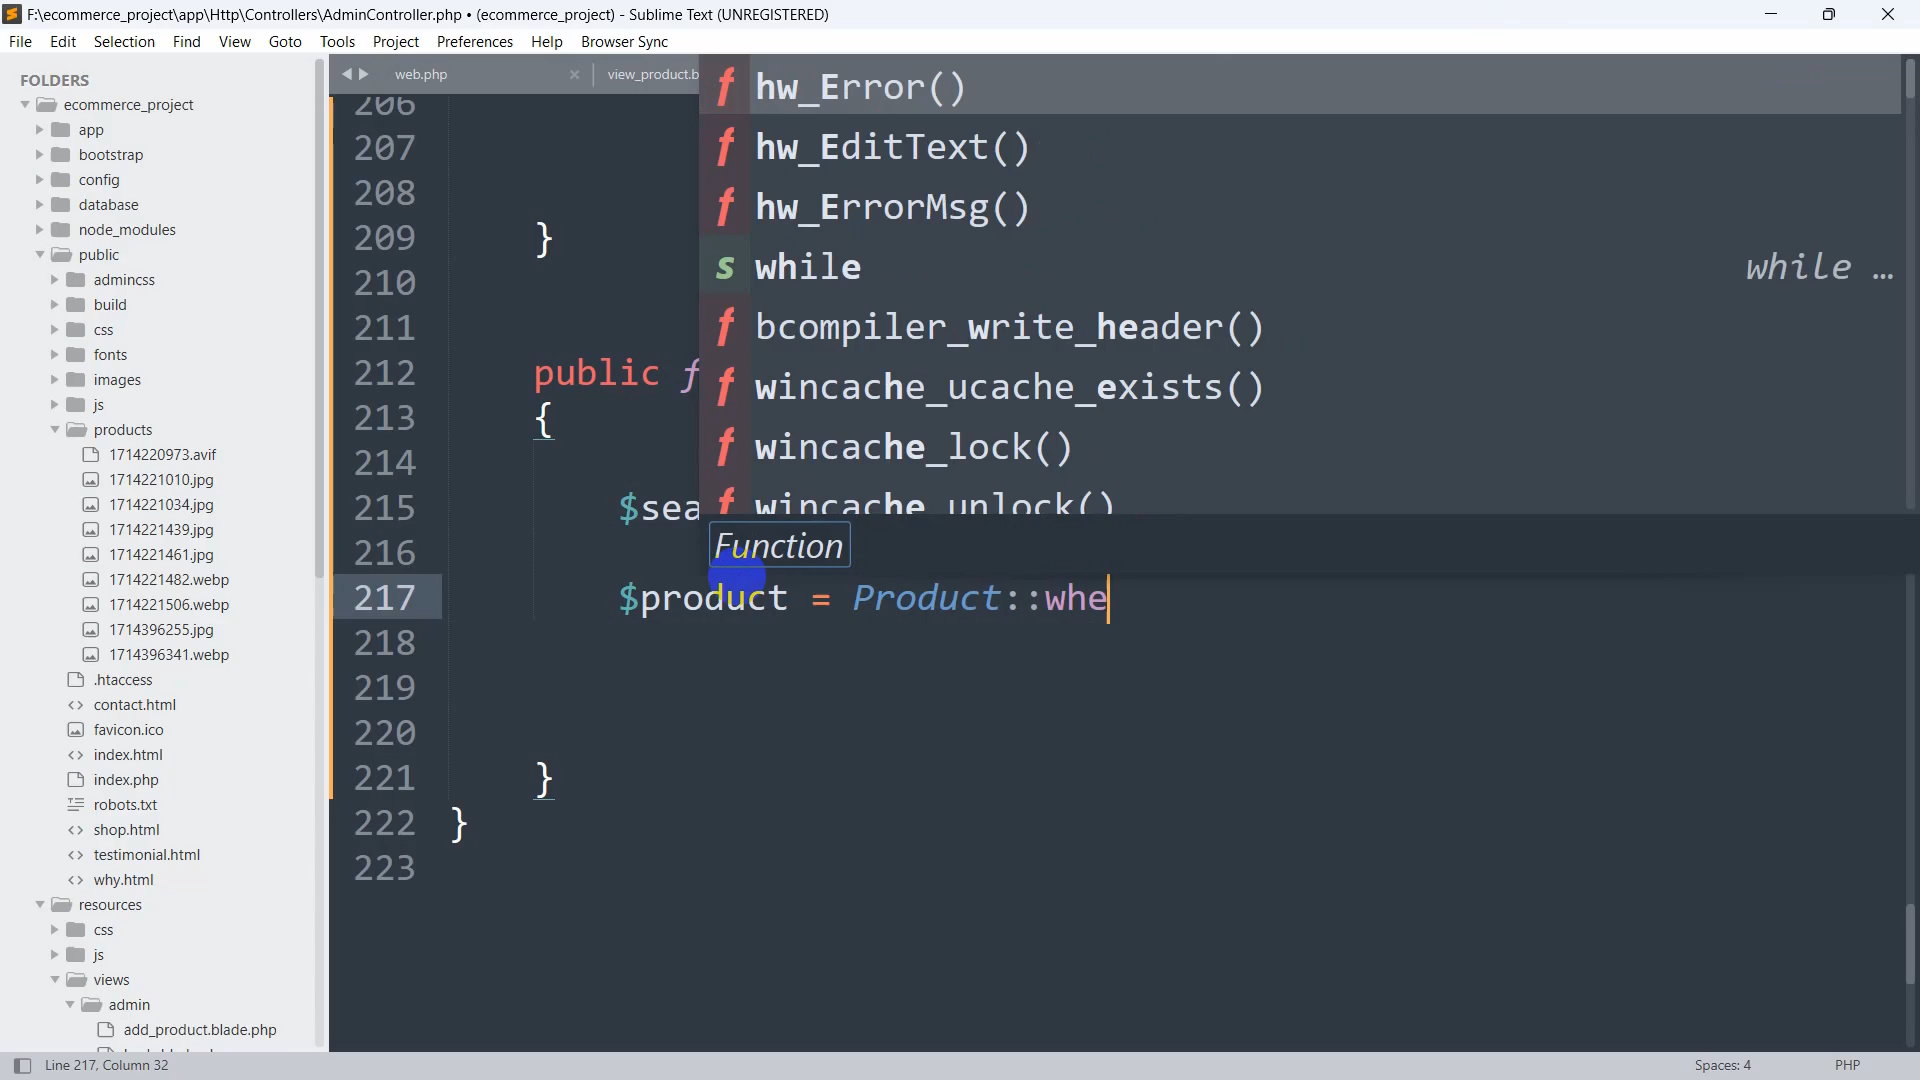 F:\ecommerce_project\app\Http\Controllers\AdminController.php • (ecommerce_project) - Sublime Text (UNREGISTERED)
File Edit Selection Find View Goto Tools Project Preferences Help Browser Sync
FOLDERS
ecommerce_project
app
bootstrap
config
database
node_modules
public
admincss
build
css
fonts
images
js
products
1714220973.avif
1714221010.jpg
1714221034.jpg
1714221439.jpg
1714221461.jpg
1714221482.webp
1714221506.webp
1714396255.jpg
1714396341.webp
.htaccess
contact.html
favicon.ico
index.html
index.php
robots.txt
shop.html
testimonial.html
why.html
resources
css
js
views
admin
add_product.blade.php
web.php view_product.b
206
207
208
209 }
210
211
212 public f
213 {
214
215 $sea
216
217 $product = Product::whe
218
219
220
221 }
222 }
223
hw_Error()
hw_EditText()
hw_ErrorMsg()
while while …
bcompiler_write_header()
wincache_ucache_exists()
wincache_lock()
wincache_unlock()
Function
Line 217, Column 32 Spaces: 4 PHP